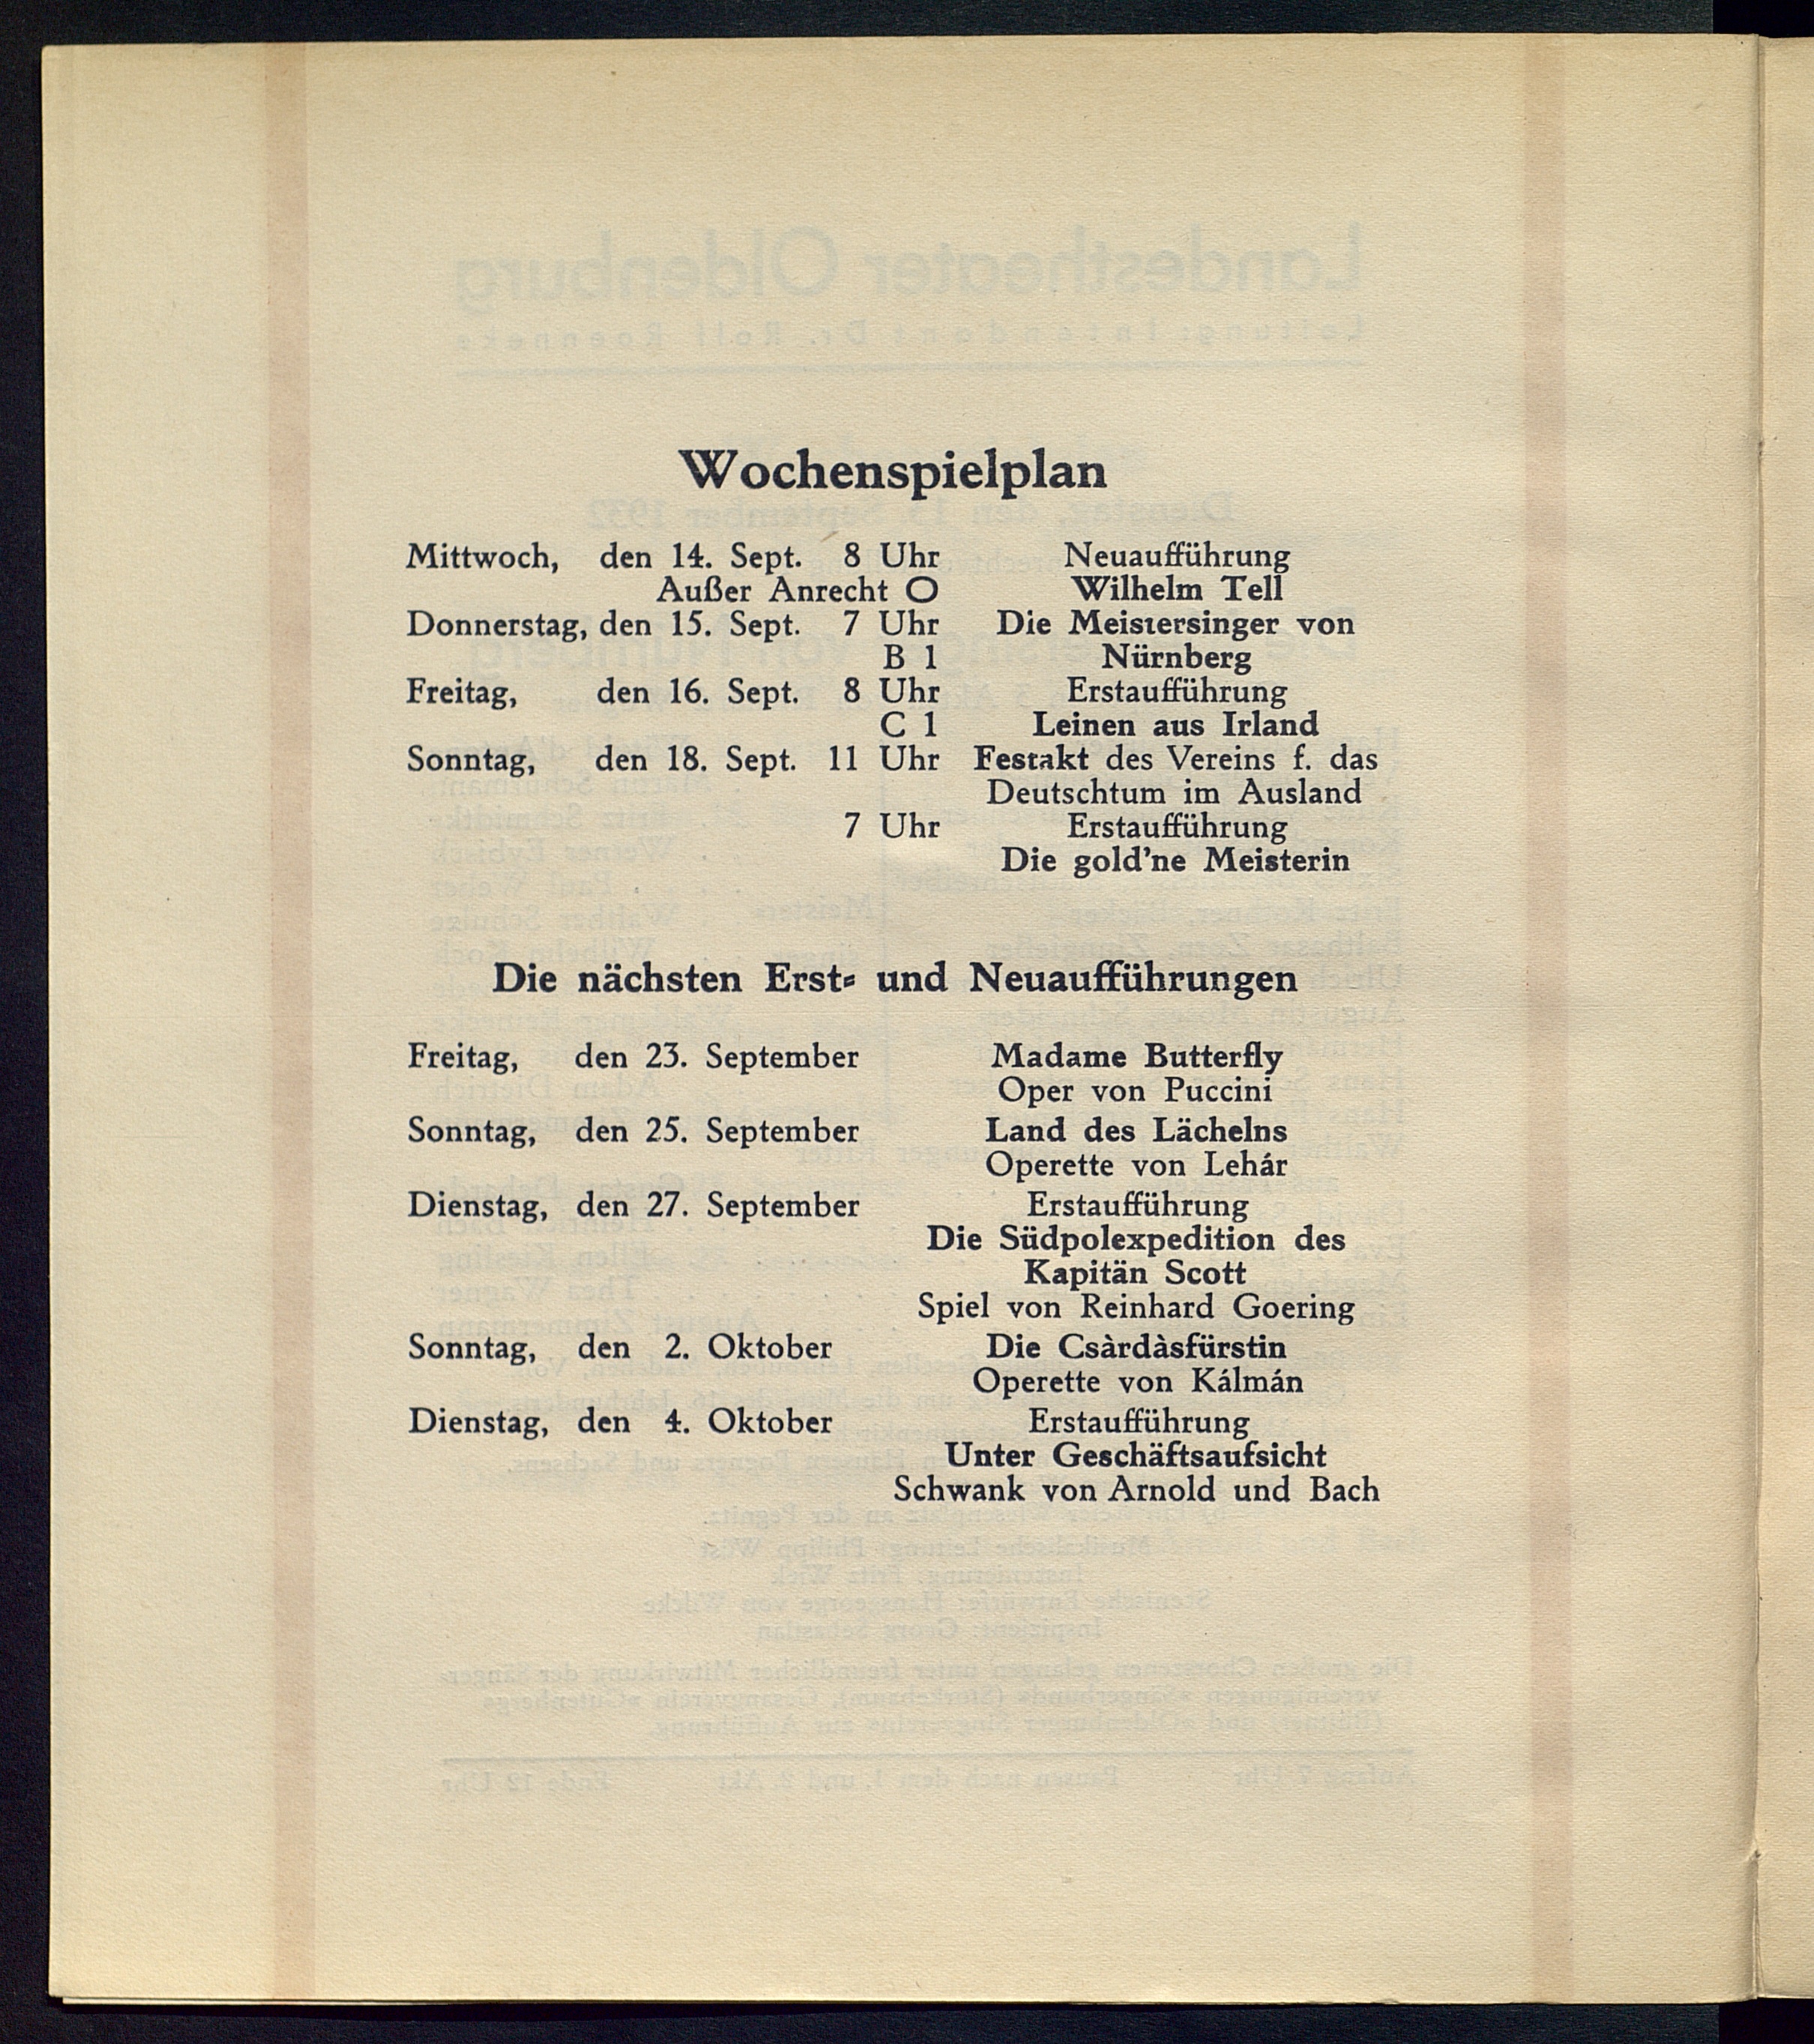 Wochenspielplan
Mittwoch, den 14. Sept. 8 Uhr Neuaufführung
Außer Anrecht O Wilhelm Tell
Donnerstag, den 15. Sept. 7 Uhr Die Meistersinger von
B 1 Nürnberg
Freitag, den 16. Sept. 8 Uhr Erstaufführung
C 1 Leinen aus Irland
Sonntag, den 18. Sept. 11 Uhr Festakt des Vereins f. das
Deutschtum im Ausland
7 Uhr Erstaufführung
Die gold'ne Meisterin
Die nächsten Erst- und Neuaufführungen
Freitag, den 23. September Madame Butterfly
Oper von Puccini
Sonntag, den 25. September Land des Lächelns
Operette von Lehár
Dienstag, den 27. September Erstaufführung
Die Südpolexpedition des
Kapitän Scott
Spiel von Reinhard Goering
Sonntag, den 2. Oktober Die Csàrdàsfürstin
Operette von Kálmán
Dienstag, den 4. Oktober Erstaufführung
Unter Geschäftsaufsicht
Schwank von Arnold und Bach